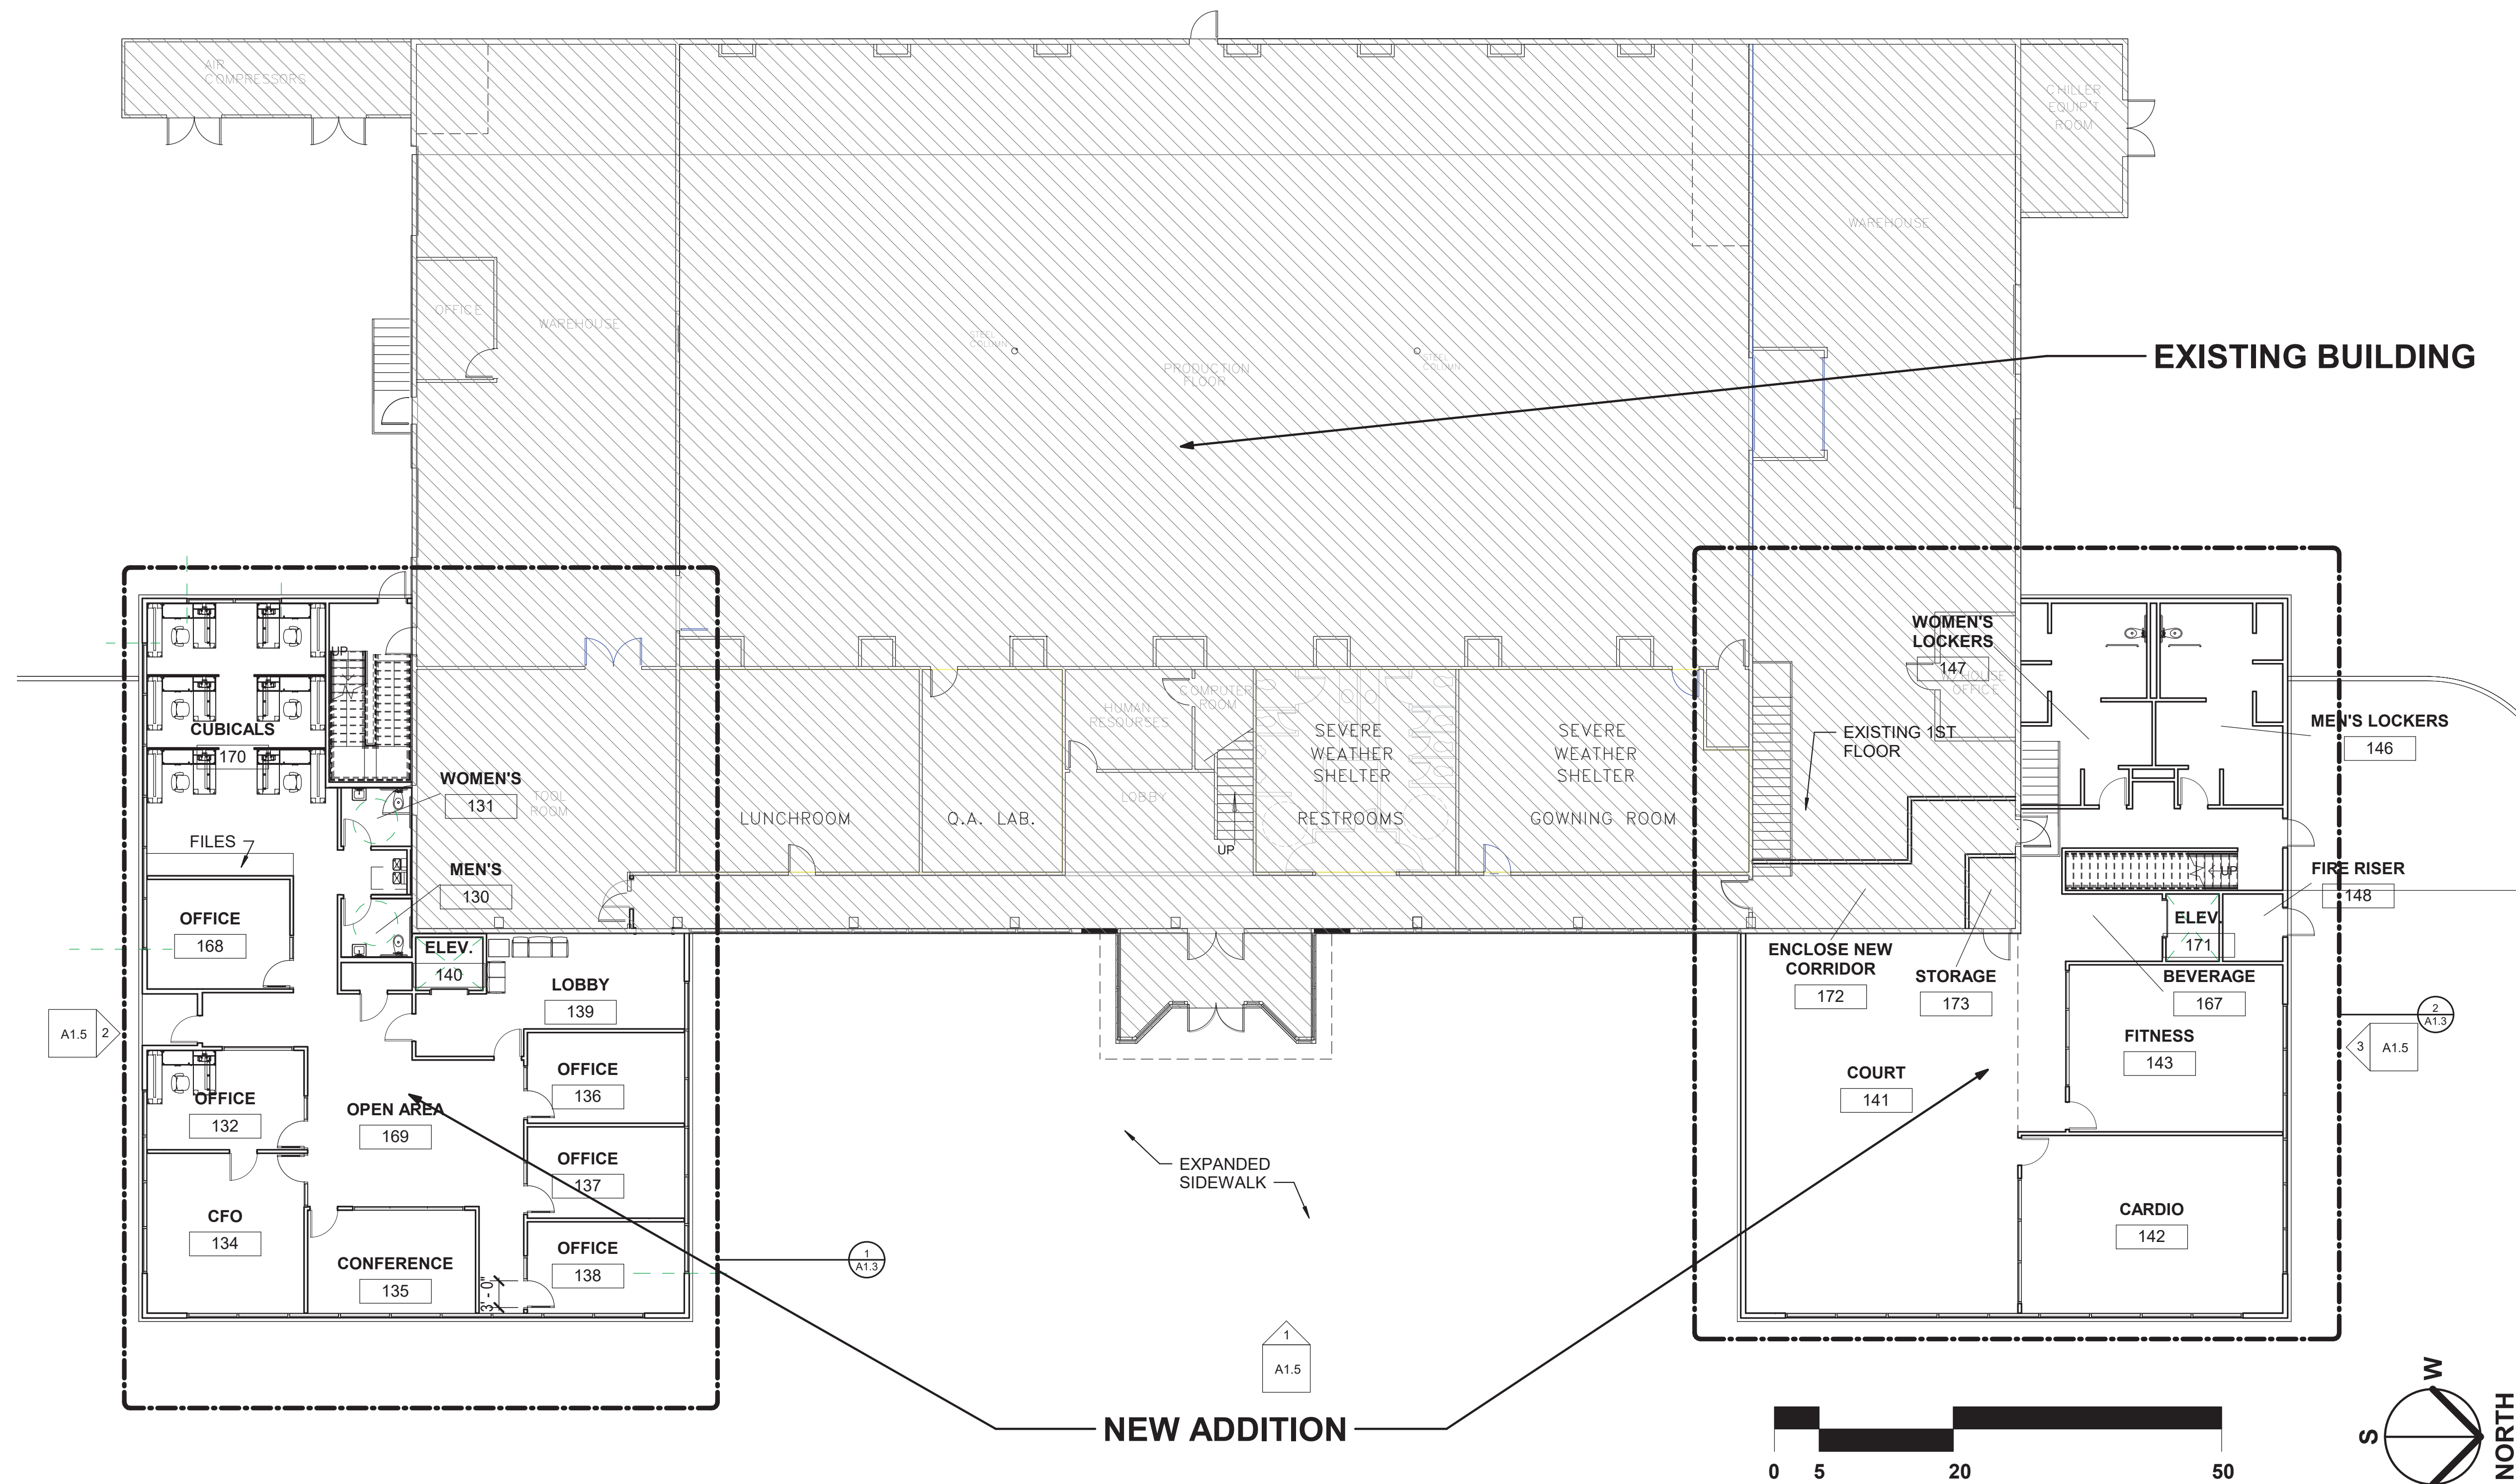 AIR
COMPRESSORS
CHILLER
EQUIP'T
ROOM
WAREHOUSE
OFFICE
WAREHOUSE
STEEL
COLUMN
STEEL
COLUMN
PRODUCTION
FLOOR
EXISTING BUILDING
WOMEN'S
LOCKERS
147
W/HOUSE
OFFICE
UP
CUBICALS
170
WOMEN'S
131
TOOL
ROOM
LUNCHROOM
Q.A. LAB.
HUMAN
RESOURSES
COMPUTER
ROOM
LOBBY
UP
SEVERE
WEATHER
SHELTER
RESTROOMS
SEVERE
WEATHER
SHELTER
GOWNING ROOM
EXISTING 1ST
FLOOR
MEN'S LOCKERS
146
FILES
MEN'S
130
OFFICE
168
ELEV.
140
LOBBY
139
UP
FIRE RISER
148
ELEV.
171
ENCLOSE NEW
CORRIDOR
172
STORAGE
173
BEVERAGE
167
A1.5
2
2
A1.3
3
A1.5
FITNESS
143
COURT
141
OFFICE
132
OPEN AREA
169
OFFICE
136
OFFICE
137
EXPANDED
SIDEWALK
CFO
134
CONFERENCE
135
3' - 0"
OFFICE
138
1
A1.3
CARDIO
142
1
A1.5
NEW ADDITION
0 5 20 50
W
S
NORTH